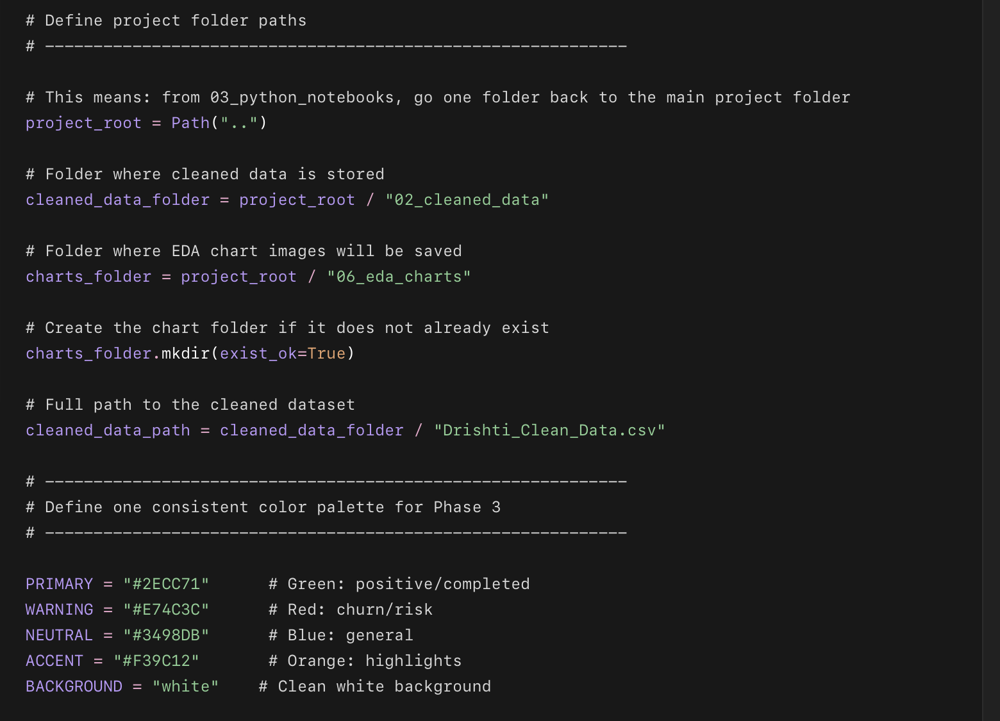 # Define project folder paths
# ------------------------------------------------------------
# This means: from 03_python_notebooks, go one folder back to the main project folder
project_root = Path("..")
# Folder where cleaned data is stored
cleaned_data_folder = project_root / "02_cleaned_data"
# Folder where EDA chart images will be saved
charts_folder = project_root / "06_eda_charts"
# Create the chart folder if it does not already exist
charts_folder.mkdir(exist_ok=True)
# Full path to the cleaned dataset
cleaned_data_path = cleaned_data_folder / "Drishti_Clean_Data.csv"
# ------------------------------------------------------------
# Define one consistent color palette for Phase 3
# ------------------------------------------------------------
PRIMARY = "#2ECC71"      # Green: positive/completed
WARNING = "#E74C3C"      # Red: churn/risk
NEUTRAL = "#3498DB"      # Blue: general
ACCENT = "#F39C12"       # Orange: highlights
BACKGROUND = "white"    # Clean white background